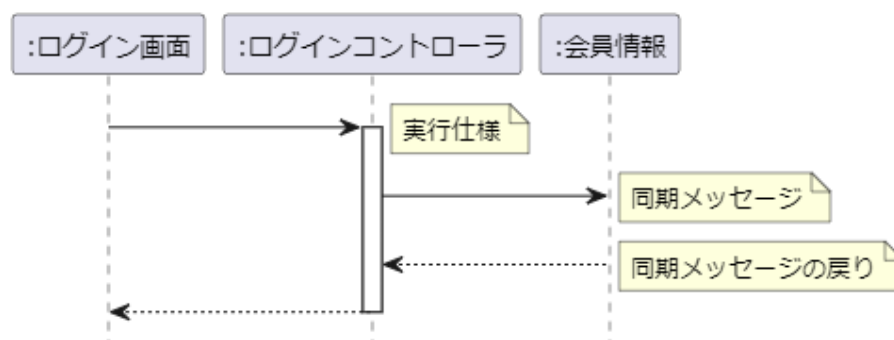 :ログイン画面
:ログインコントローラ
:会員情報
実行仕様
同期メッセージ
同期メッセージの戻り